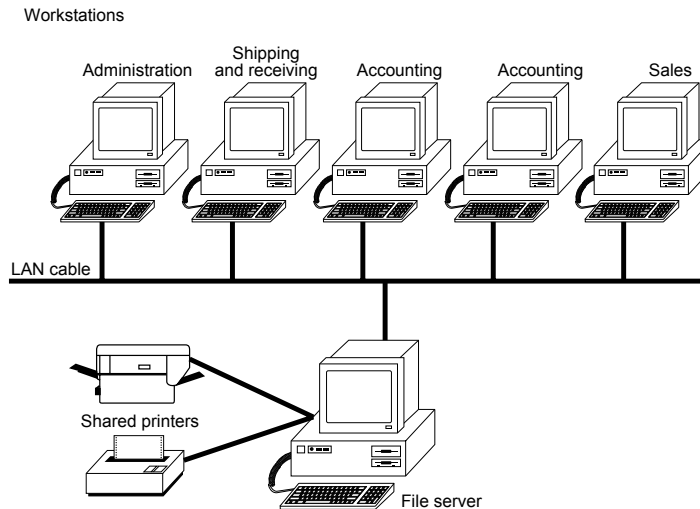 Workstations
Administration
Shipping
and receiving
Accounting
Accounting
Sales
LAN cable
Shared printers
File server